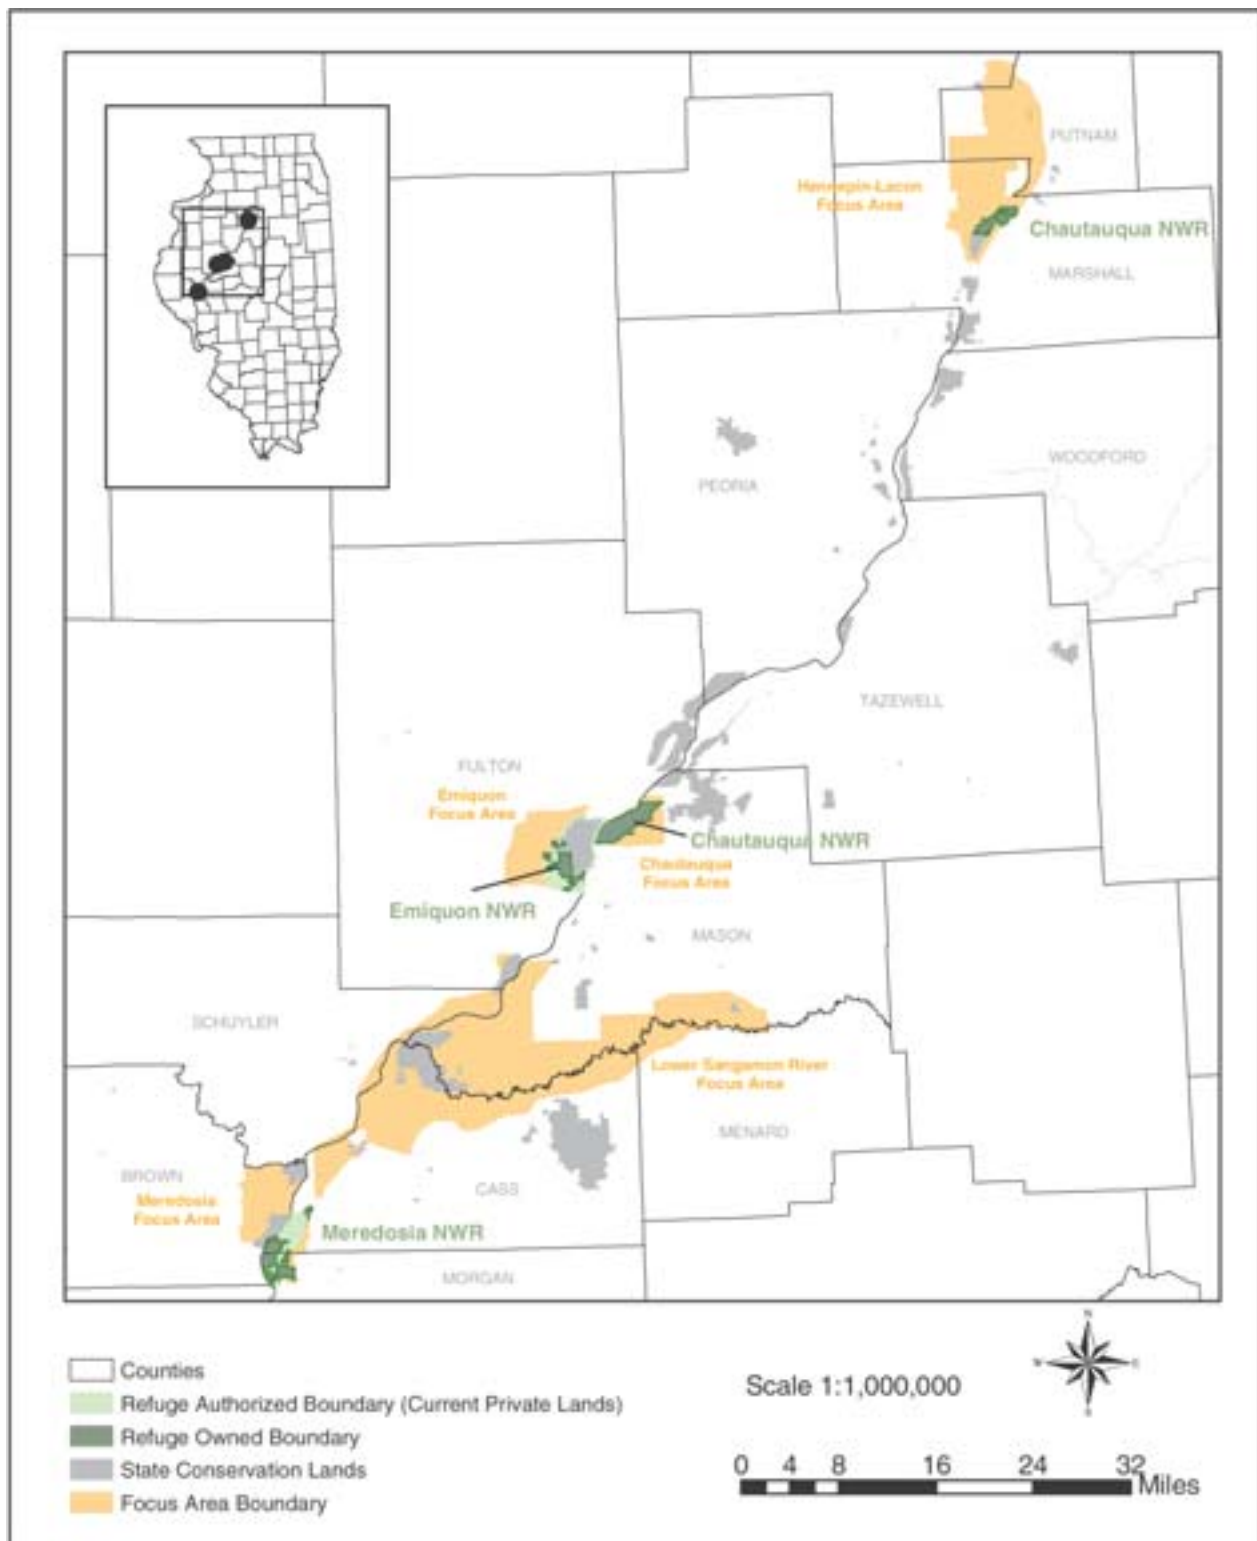 PUTNAM
Hennepin-Lacon
Focus Area
Chautauqua NWR
MARSHALL
WOODFORD
PEORIA
TAZEWELL
FULTON
Emiquon
Focus Area
Chautauqua NWR
Chautauqua
Focus Area
Emiquon NWR
MASON
SCHUYLER
Lower Sangamon River
Focus Area
MENARD
BROWN
CASS
Meredosia
Focus Area
Meredosia NWR
MORGAN
N
W
E
S
Counties
Refuge Authorized Boundary (Current Private Lands)
Refuge Owned Boundary
State Conservation Lands
Focus Area Boundary
Scale 1:1,000,000
0 4 8 16 24 32
Miles